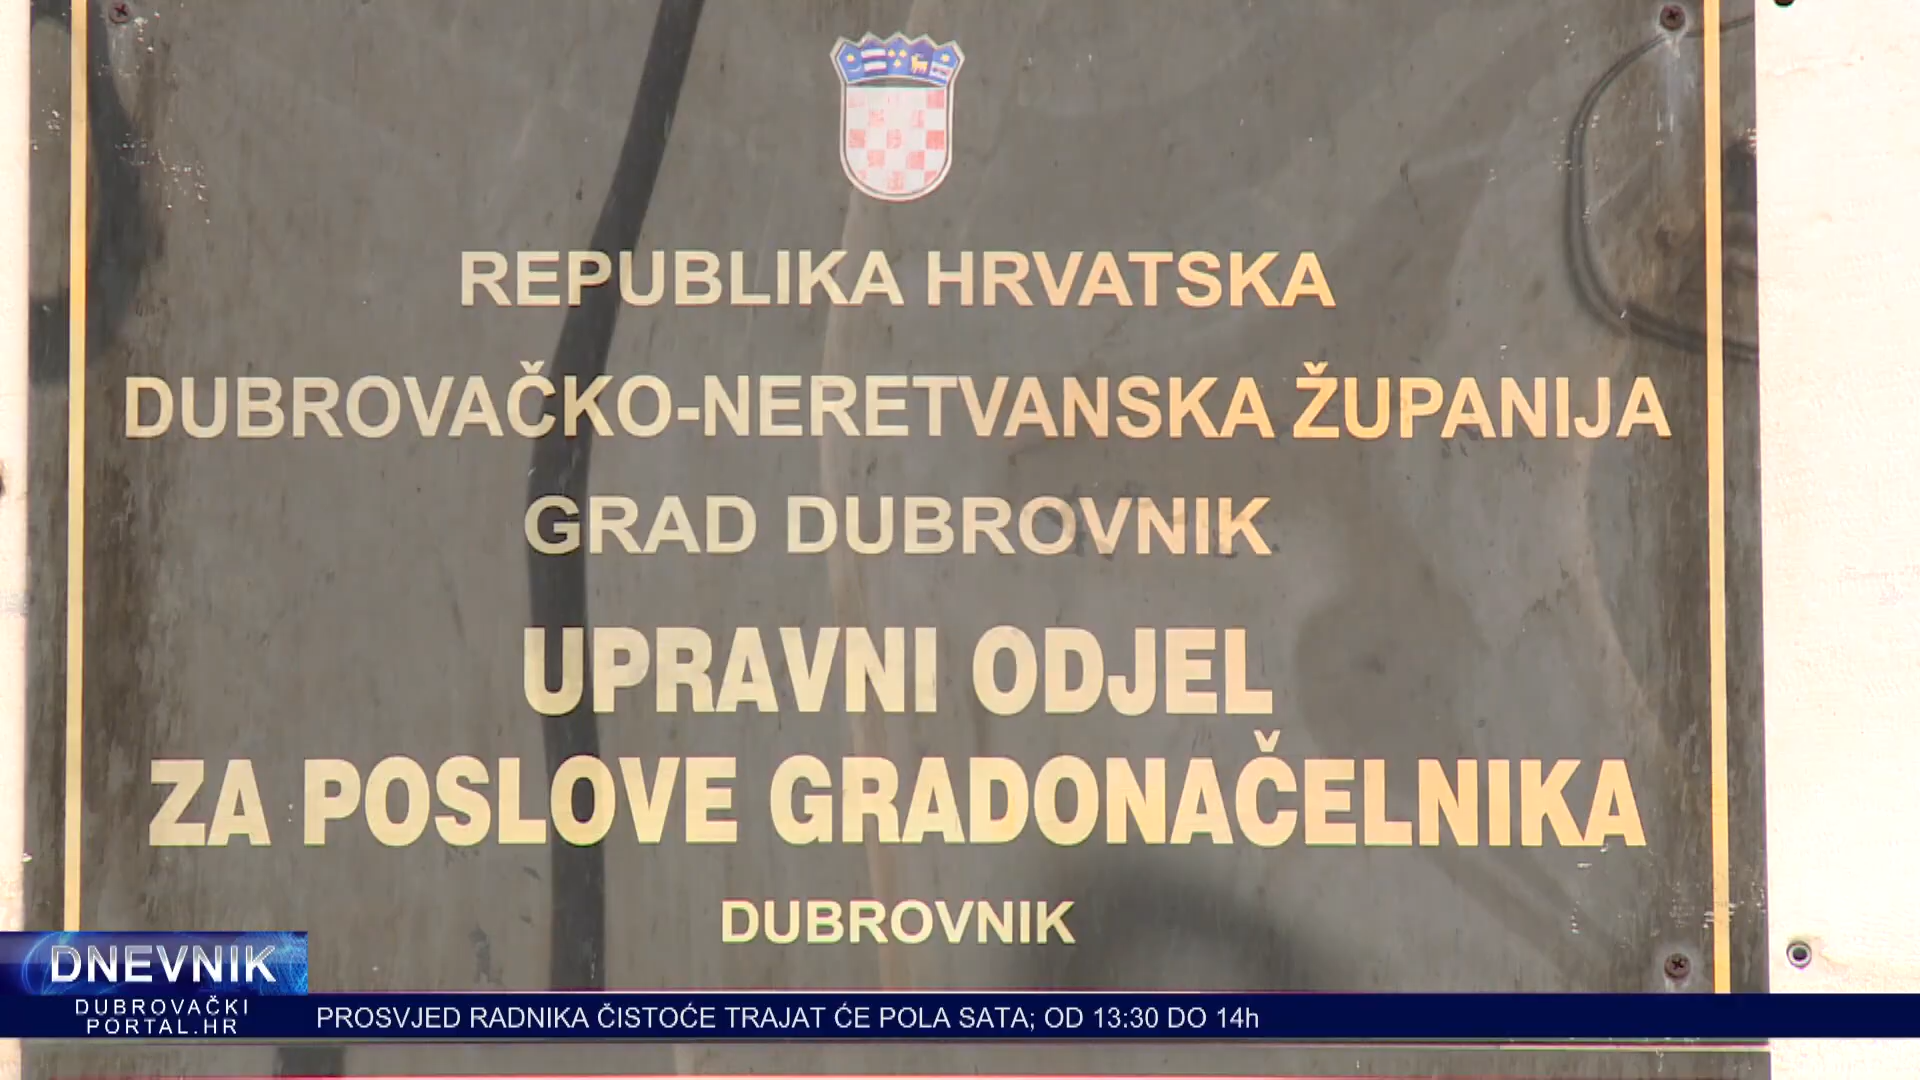 REPUBLIKA HRVATSKA
DUBROVAČKO-NERETVANSKA ŽUPANIJA
GRAD DUBROVNIK
UPRAVNI ODJEL
ZA POSLOVE GRADONAČELNIKA
DUBROVNIK
DNEVNIK
DUBROVAČKI
PORTAL.HR
PROSVJED RADNIKA ČISTOĆE TRAJAT ĆE POLA SATA; OD 13:30 DO 14h